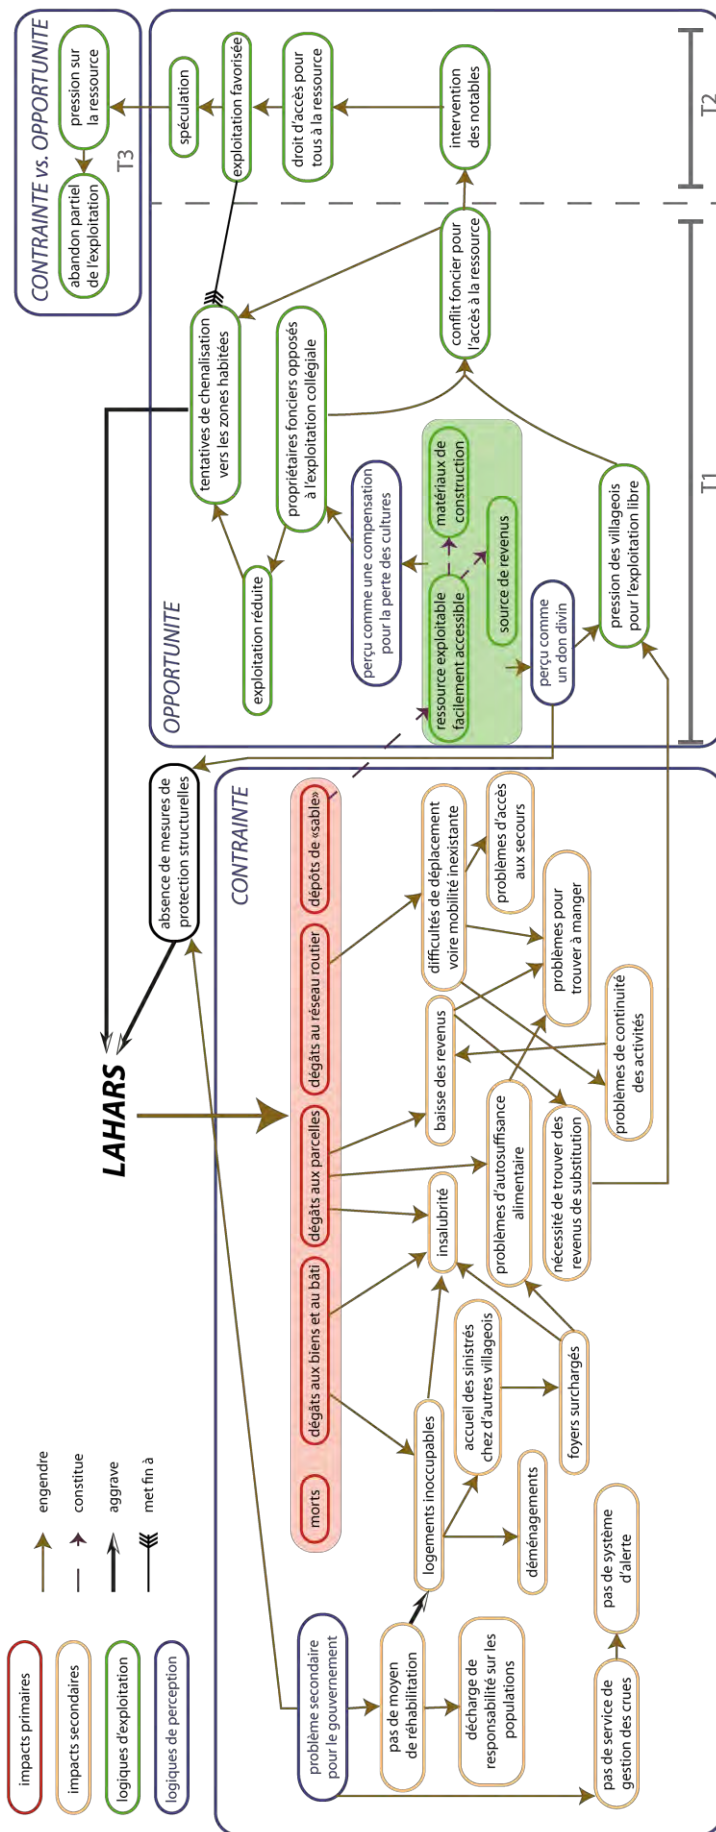 impacts primaires
impacts secondaires
logiques d'exploitation
logiques de perception
engendre
constitue
aggrave
met fin à
LAHARS
absence de mesures de
protection structurelles
CONTRAINTE
morts
dégâts aux biens et au bâti
dégâts aux parcelles
dégâts au réseau routier
dépôts de «sable»
problème secondaire
pour le gouvernement
pas de moyen
de réhabilitation
décharge de
responsabilité sur les
populations
pas de service de
gestion des crues
pas de système
d'alerte
logements inoccupables
accueil des sinistrés
chez d'autres villageois
déménagements
foyers surchargés
insalubrité
problèmes d'autosuffisance
alimentaire
nécessité de trouver des
revenus de substitution
baisse des revenus
difficultés de déplacement
voire mobilité inexistante
problèmes d'accès
aux secours
problèmes pour
trouver à manger
problèmes de continuité
des activités
OPPORTUNITE
tentatives de chenalisation
vers les zones habitées
exploitation réduite
propriétaires fonciers opposés
à l'exploitation collégiale
perçu comme une compensation
pour la perte des cultures
ressource exploitable
facilement accessible
matériaux de
construction
source de revenus
perçu comme
un don divin
pression des villageois
pour l'exploitation libre
conflit foncier pour
l'accès à la ressource
T1
spéculation
exploitation favorisée
droit d'accès pour
tous à la ressource
intervention
des notables
T2
CONTRAINTE vs. OPPORTUNITE
pression sur
la ressource
abandon partiel
de l'exploitation
T3